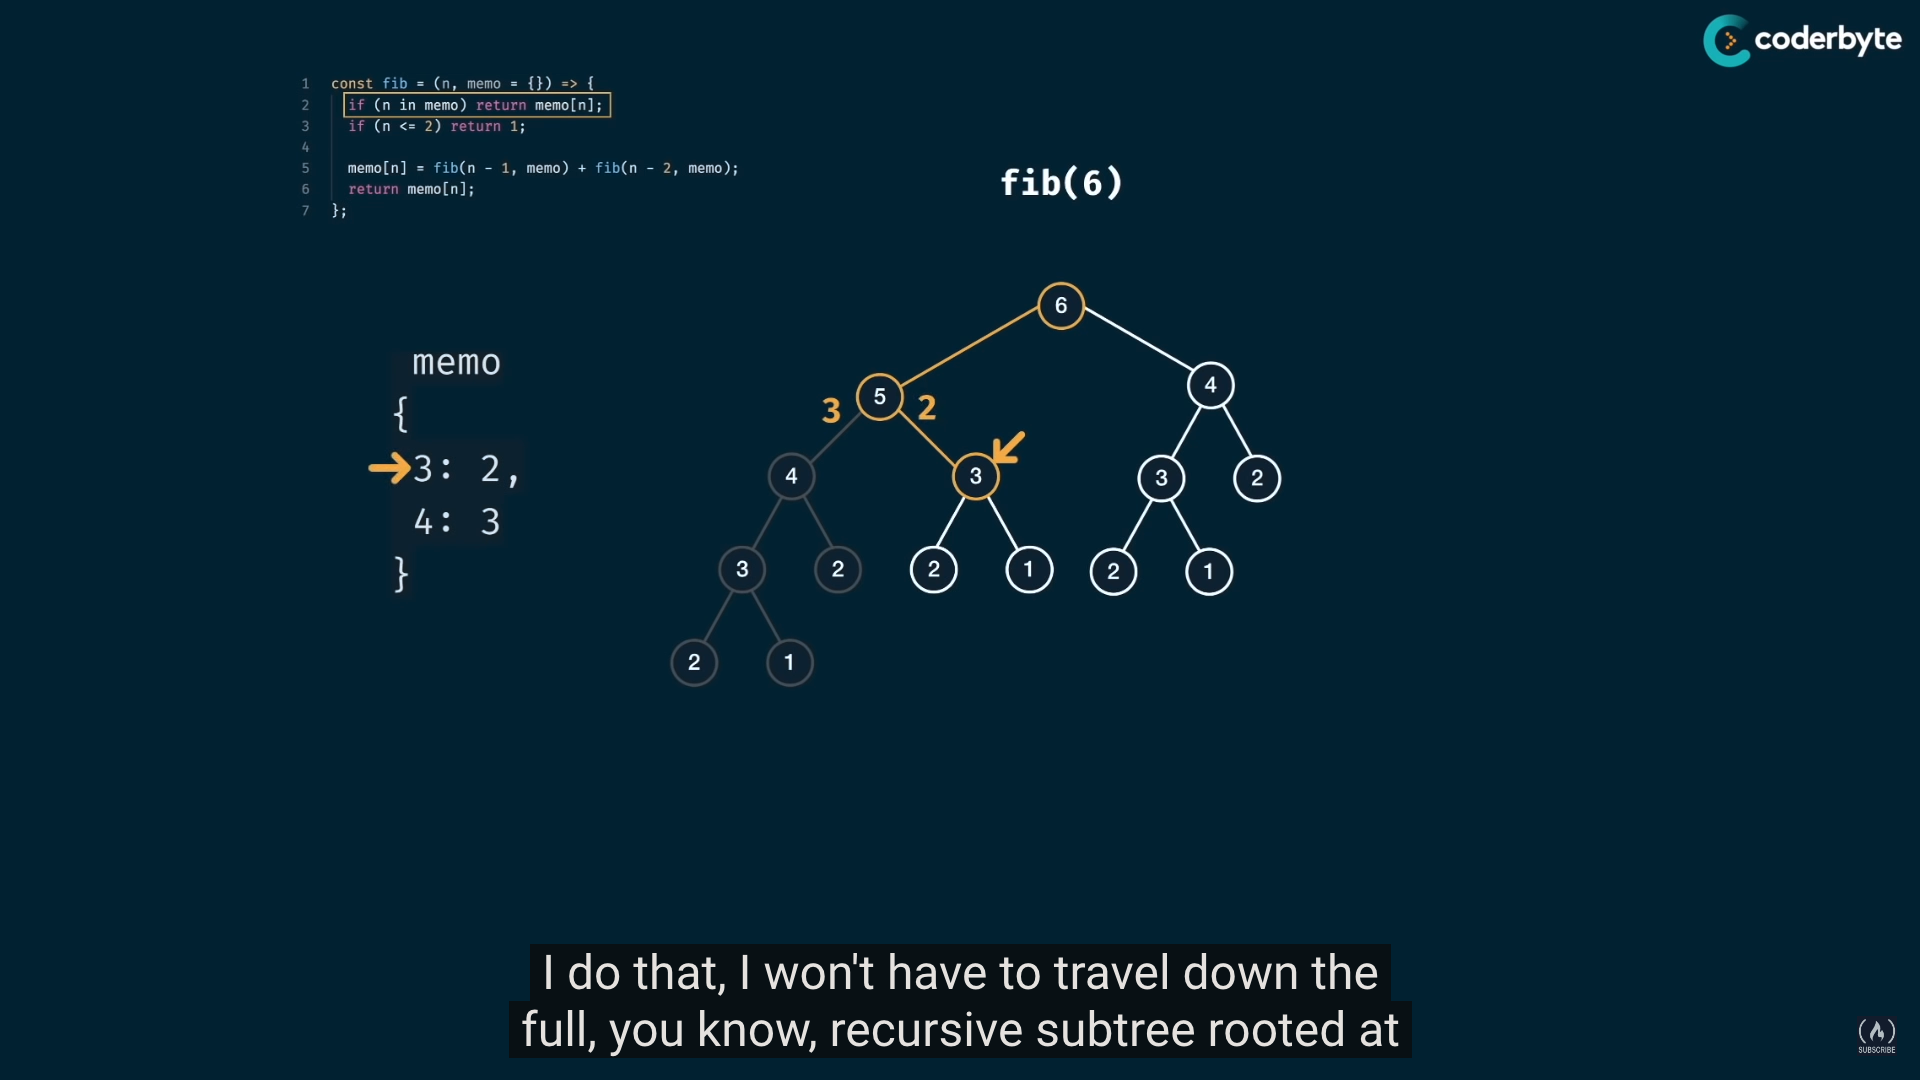 coderbyte
1 const fib = (n, memo = {}) => {
2 if (n in memo) return memo[n];
3 if (n <= 2) return 1;
4
5 memo[n] = fib(n - 1, memo) + fib(n - 2, memo);
6 return memo[n];
7 };
fib(6)
memo
{
3: 2,
4: 3
}
6
5
4
3
2
4
3
3
2
3
2
2
1
2
1
2
1
I do that, I won't have to travel down the
full, you know, recursive subtree rooted at
SUBSCRIBE